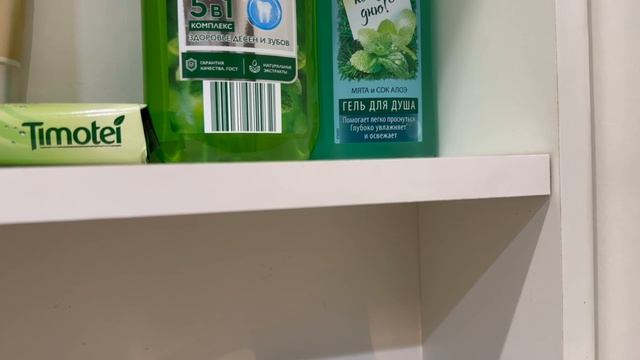 5в1
КОМПЛЕКС
ЗДОРОВЬЕ ДЁСЕН И ЗУБОВ
ГАРАНТИЯ
КАЧЕСТВА. ГОСТ
НАТУРАЛЬНЫЕ
ЭКСТРАКТЫ
Timotei
дню!
МЯТА и СОК АЛОЭ
ГЕЛЬ ДЛЯ ДУША
Помогает легко проснуться
Глубоко увлажняет
и освежает